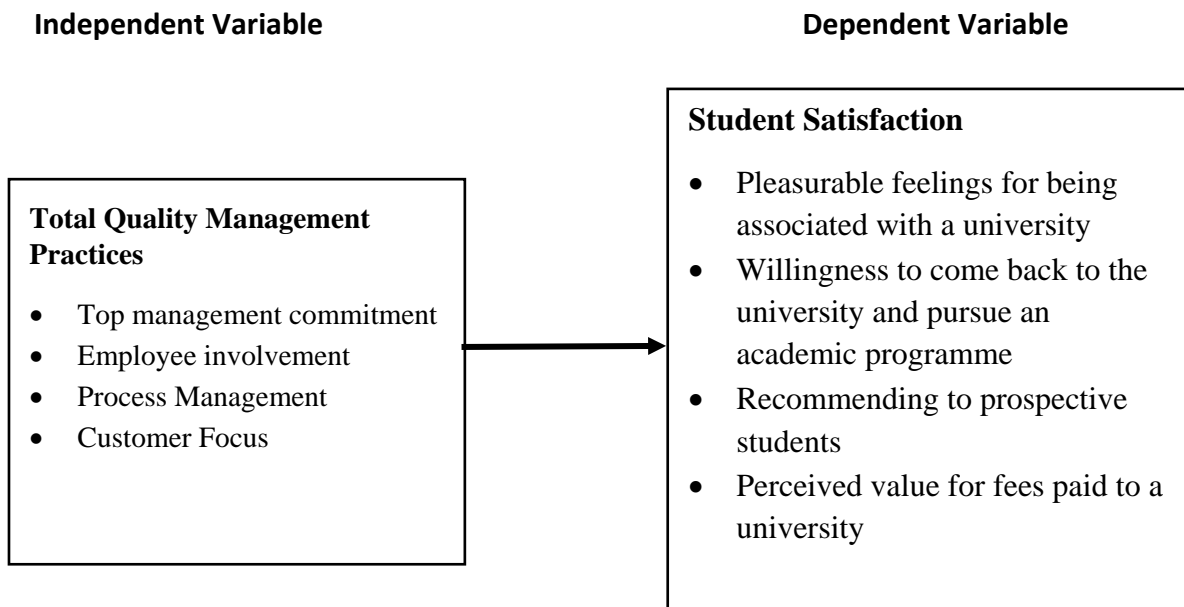 Independent Variable
Dependent Variable
Total Quality Management
Practices
• Top management commitment
• Employee involvement
• Process Management
• Customer Focus
Student Satisfaction
• Pleasurable feelings for being
associated with a university
• Willingness to come back to the
university and pursue an
academic programme
• Recommending to prospective
students
• Perceived value for fees paid to a
university